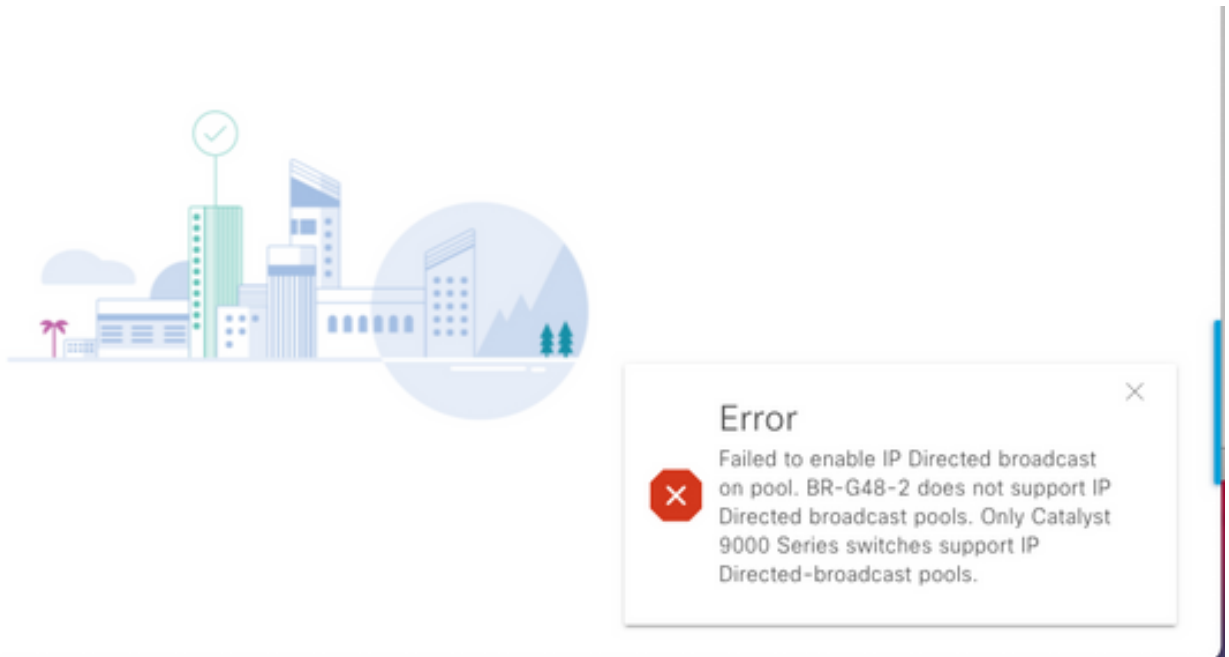 Error
Failed to enable IP Directed broadcast
on pool. BR-G48-2 does not support IP
Directed broadcast pools. Only Catalyst
9000 Series switches support IP
Directed-broadcast pools.